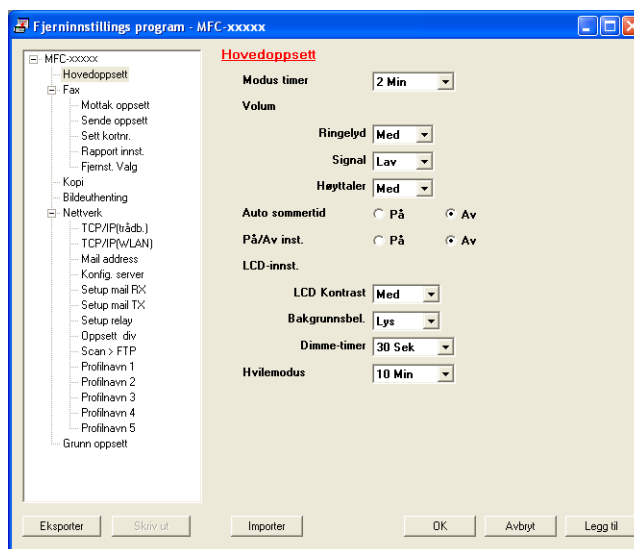 Fjerninnstillings program - MFC-xxxxx
MFC-xxxxx
Hovedoppsett
Fax
Mottak oppsett
Sende oppsett
Sett kortnr.
Rapport innst.
Fjernst. Valg
Kopi
Bildeuthenting
Nettverk
TCP/IP(trådb.)
TCP/IP(WLAN)
Mail address
Konfig. server
Setup mail RX
Setup mail TX
Setup relay
Oppsett div
Scan > FTP
Profilnavn 1
Profilnavn 2
Profilnavn 3
Profilnavn 4
Profilnavn 5
Grunn oppsett
Hovedoppsett
Modus timer 2 Min
Volum
Ringelyd Med
Signal Lav
Høyttaler Med
Auto sommertid På Av
På/Av inst. På Av
LCD-innst.
LCD Kontrast Med
Bakgrunnsbel. Lys
Dimme-timer 30 Sek
Hvilemodus 10 Min
Eksporter Skriv ut Importer OK Avbryt Legg til